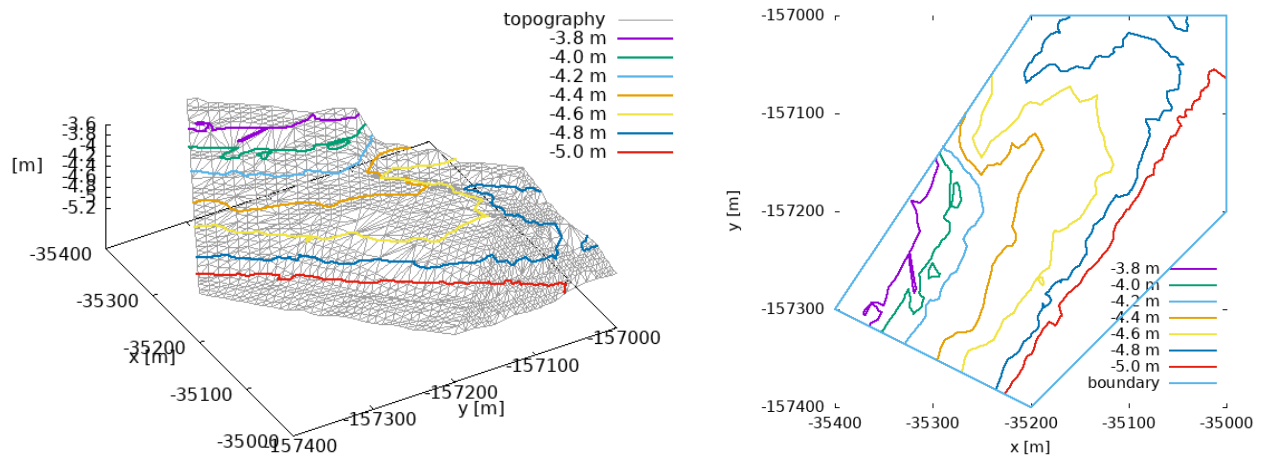 topography
-3.8 m
-4.0 m
-4.2 m
-4.4 m
-4.6 m
-4.8 m
-5.0 m
[m]
-3.6
-3.8
-4
-4.2
-4.4
-4.6
-4.8
-5
-5.2
-35400
-35300
-35200
-35100
-35000
x [m]
-157400
-157300
-157200
-157100
-157000
y [m]
-157000
-157100
-157200
-157300
-157400
y [m]
-3.8 m
-4.0 m
-4.2 m
-4.4 m
-4.6 m
-4.8 m
-5.0 m
boundary
-35400
-35300
-35200
-35100
-35000
x [m]